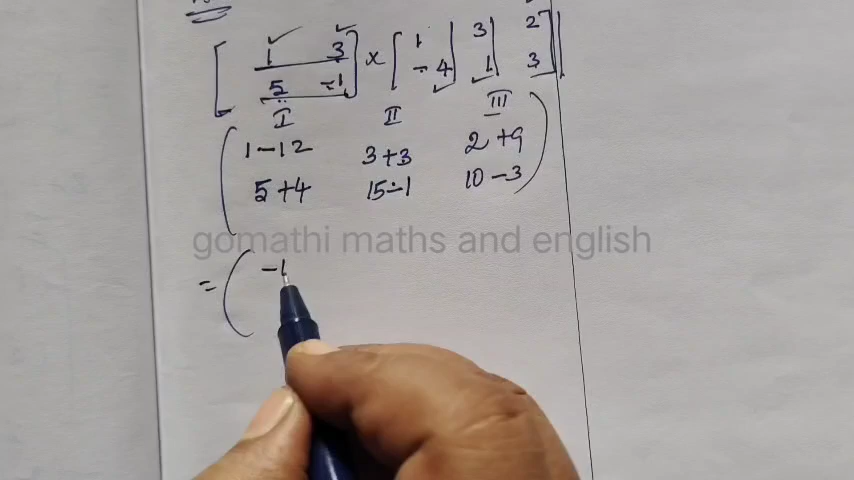 [ 1 3 ] × [ 1 | 3 | 2 ]
5 -1 - 4 1 3
I II III
( 1 - 12 3 + 3 2 + 9 )
5 + 4 15 - 1 10 - 3
gomathi maths and english
= ( - 1